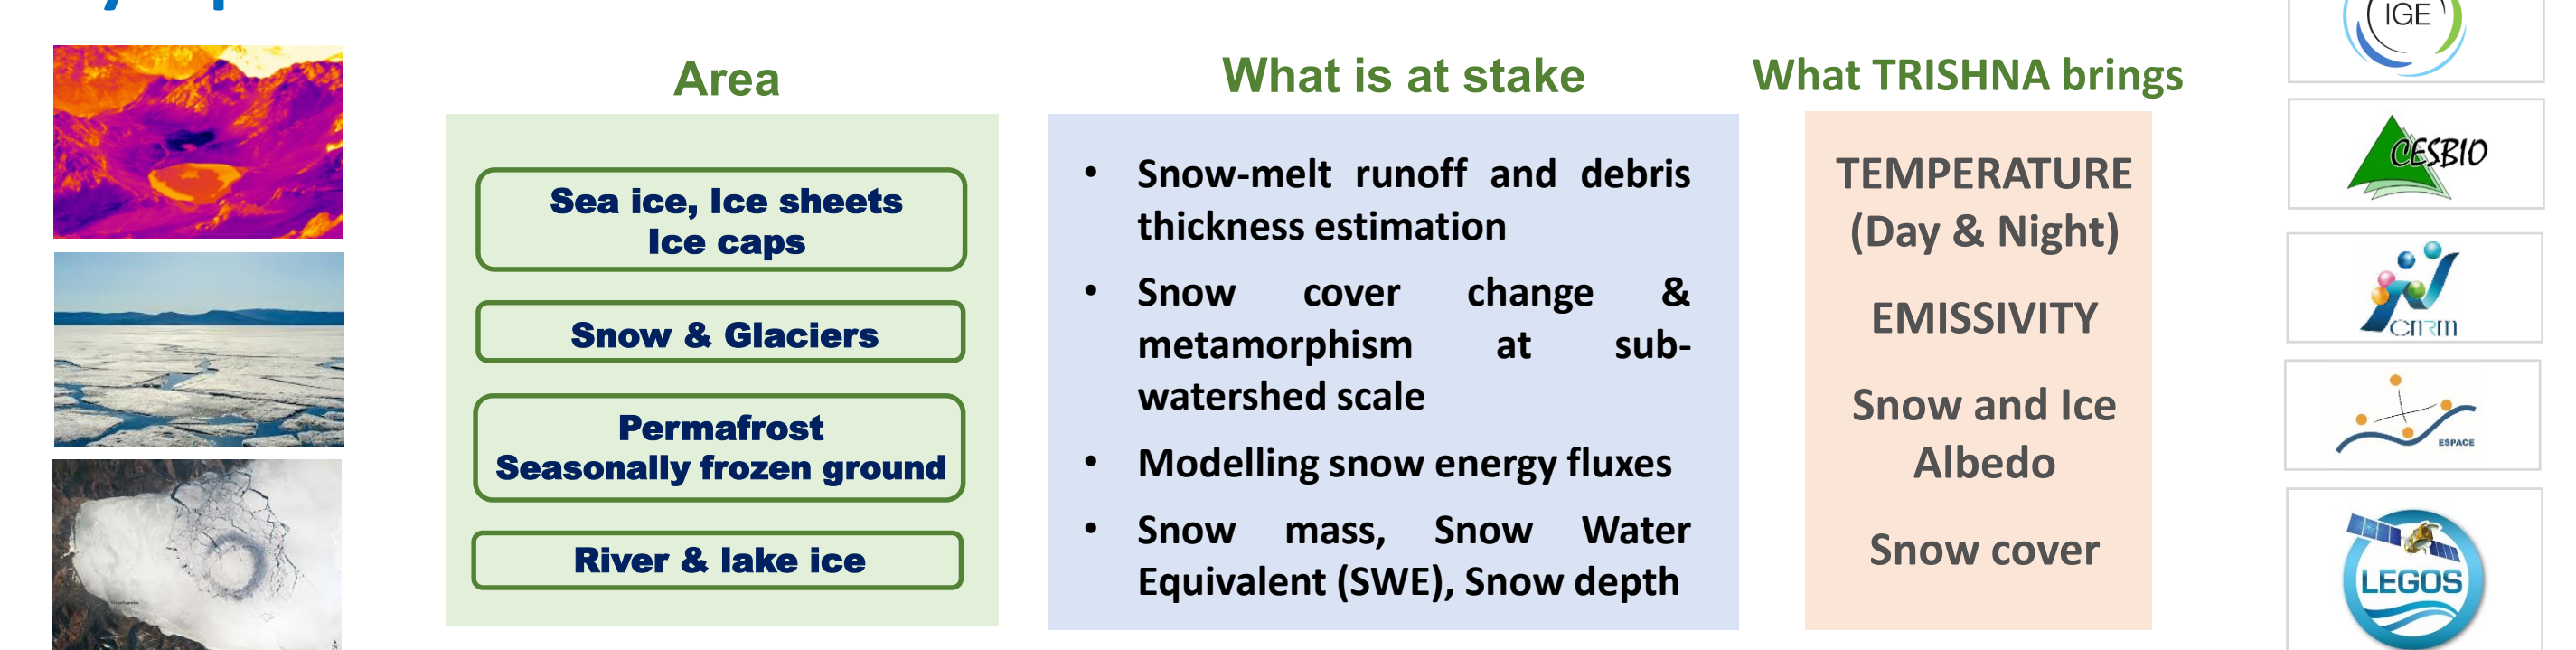 Area
Sea ice, Ice sheets
Ice caps
Snow & Glaciers
Permafrost
Seasonally frozen ground
River & lake ice
What is at stake
• Snow-melt runoff and debris
thickness estimation
• Snow cover change &
metamorphism at sub-
watershed scale
• Modelling snow energy fluxes
• Snow mass, Snow Water
Equivalent (SWE), Snow depth
What TRISHNA brings
TEMPERATURE
(Day & Night)
EMISSIVITY
Snow and Ice
Albedo
Snow cover
IGE
CESBIO
CNRM
ESPACE
LEGOS